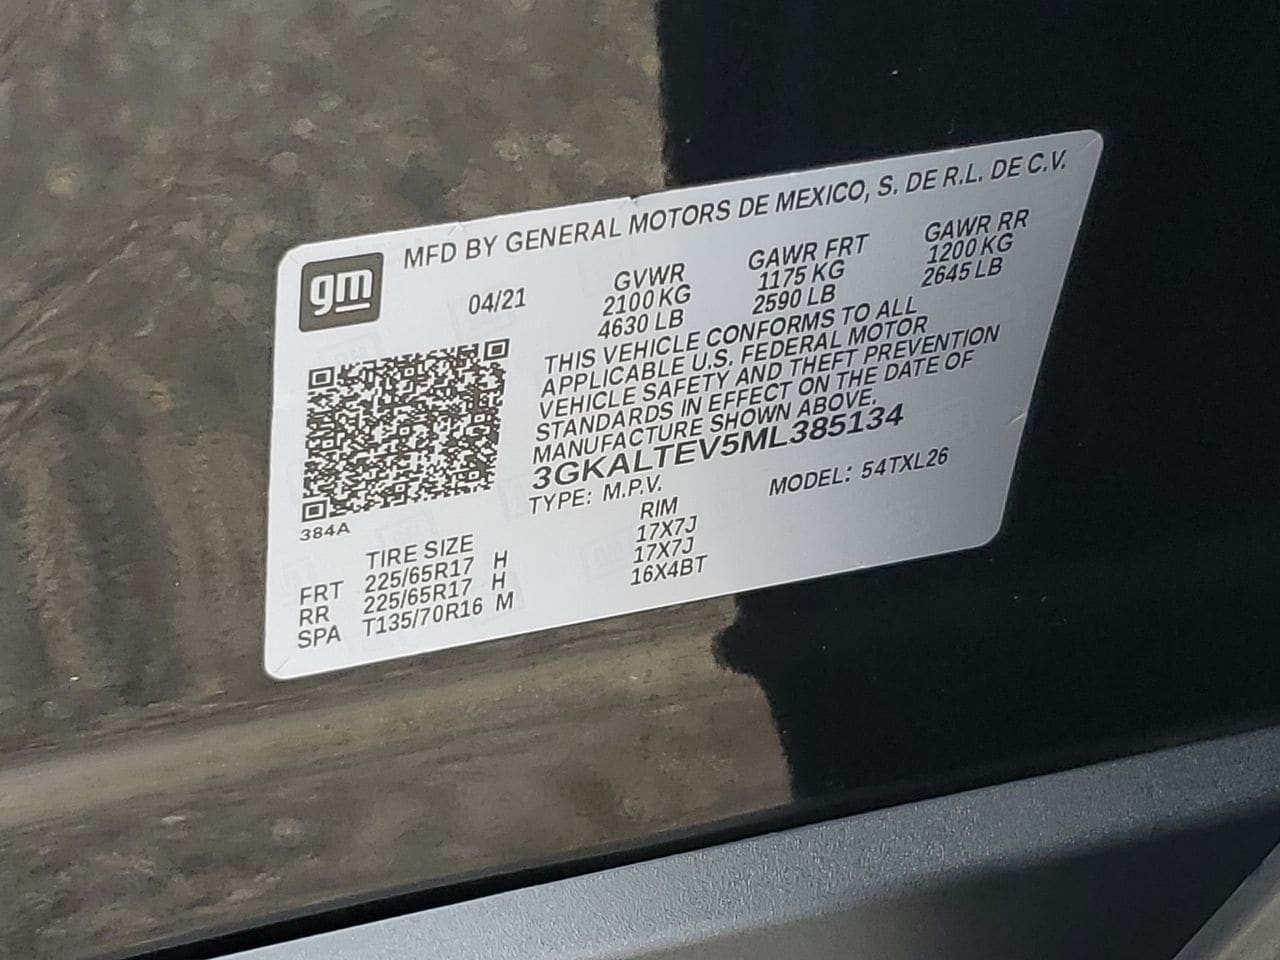 MFD BY GENERAL MOTORS DE MEXICO, S. DE R.L. DE C.V.
gm
04/21
GVWR
2100 KG
4630 LB
GAWR FRT
1175 KG
2590 LB
GAWR RR
1200 KG
2645 LB
THIS VEHICLE CONFORMS TO ALL
APPLICABLE U.S. FEDERAL MOTOR
VEHICLE SAFETY AND THEFT PREVENTION
STANDARDS IN EFFECT ON THE DATE OF
MANUFACTURE SHOWN ABOVE.
3GKALTEV5ML385134
TYPE: M.P.V.
MODEL: 54TXL26
384A
TIRE SIZE RIM
FRT 225/65R17 H 17X7J
RR 225/65R17 H 17X7J
SPA T135/70R16 M 16X4BT